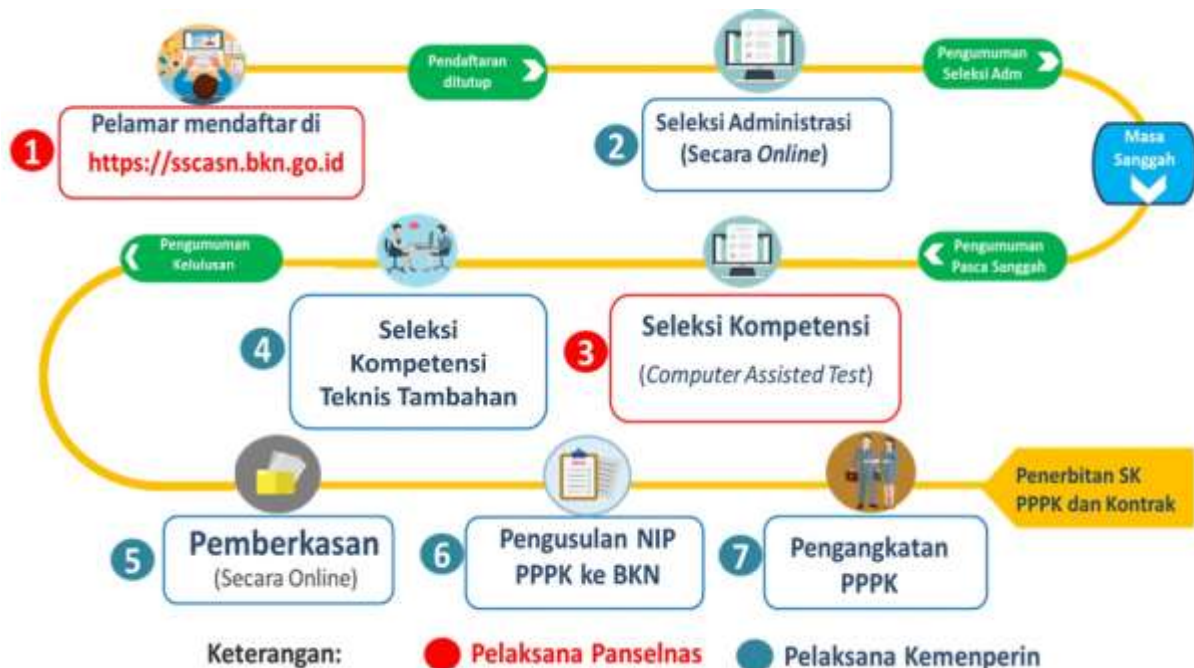 Pendaftaran
ditutup
Pengumuman
Seleksi Adm
1
Pelamar mendaftar di
https://sscasn.bkn.go.id
2
Seleksi Administrasi
(Secara Online)
Masa
Sanggah
Pengumuman
Pasca Sanggah
Pengumuman
Kelulusan
3
Seleksi Kompetensi
(Computer Assisted Test)
4
Seleksi
Kompetensi
Teknis Tambahan
5
Pemberkasan
(Secara Online)
6
Pengusulan NIP
PPPK ke BKN
7
Pengangkatan
PPPK
Penerbitan SK
PPPK dan Kontrak
Keterangan:
Pelaksana Panselnas
Pelaksana Kemenperin